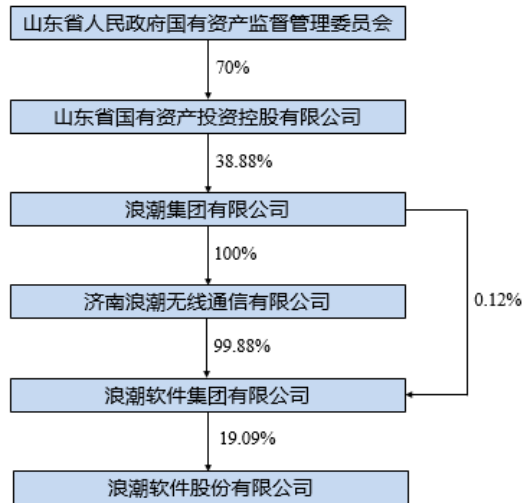 山东省人民政府国有资产监督管理委员会
70%
山东省国有资产投资控股有限公司
38.88%
浪潮集团有限公司
100%
济南浪潮无线通信有限公司
0.12%
99.88%
浪潮软件集团有限公司
19.09%
浪潮软件股份有限公司